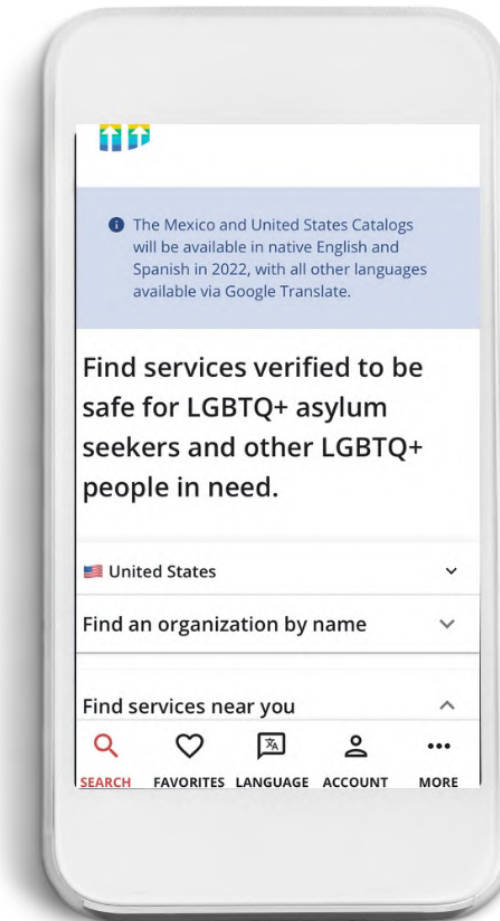 The Mexico and United States Catalogs
will be available in native English and
Spanish in 2022, with all other languages
available via Google Translate.
Find services verified to be
safe for LGBTQ+ asylum
seekers and other LGBTQ+
people in need.
United States
Find an organization by name
Find services near you
SEARCH FAVORITES LANGUAGE ACCOUNT MORE